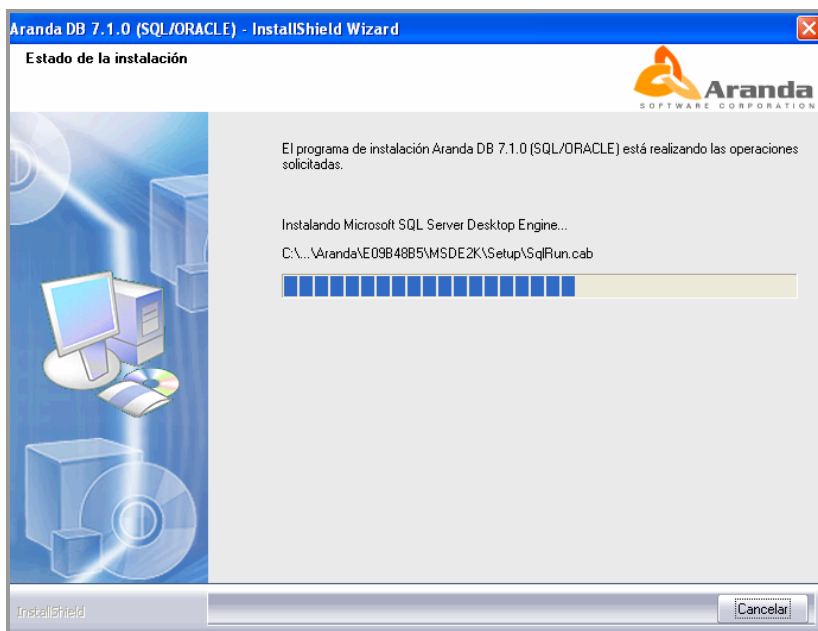 Aranda DB 7.1.0 (SQL/ORACLE) - InstallShield Wizard
Estado de la instalación
Aranda
SOFTWARE CORPORATION
El programa de instalación Aranda DB 7.1.0 (SQL/ORACLE) está realizando las operaciones
solicitadas.
Instalando Microsoft SQL Server Desktop Engine...
C:\...\Aranda\E09B48B5\MSDE2K\Setup\SqlRun.cab
InstallShield
Cancelar